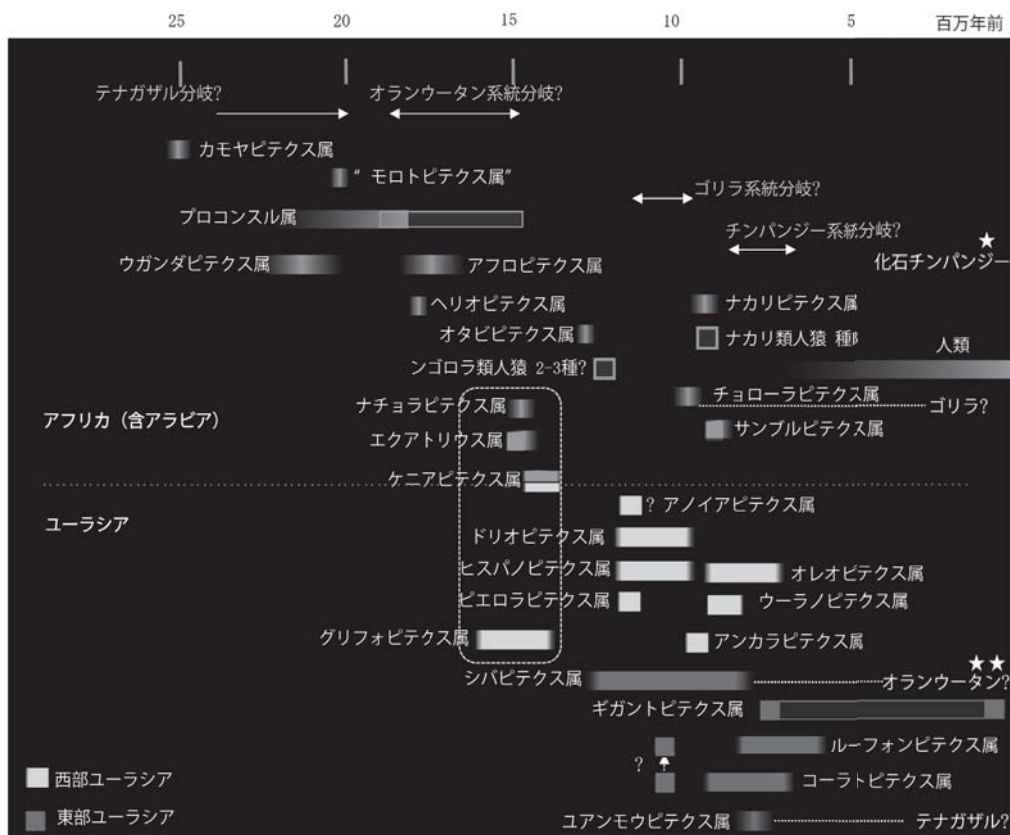 25 20 15 10 5 百万年前
テナガザル分岐? オランウータン系統分岐?
カモヤピテクス属
“ モロトピテクス属”
ゴリラ系統分岐?
プロコンスル属
チンパンジー系統分岐?
★
ウガンダピテクス属 アフロピテクス属 化石チンパンジー
ヘリオピテクス属 ナカリピテクス属
オタビピテクス属 ナカリ類人猿 種
人類
ンゴロラ類人猿 2-3種?
チョローラピテクス属
ナチョラピテクス属 ゴリラ?
アフリカ（含アラビア）
エクアトリウス属 サンブルピテクス属
ケニアピテクス属
? アノイアピテクス属
ユーラシア
ドリオピテクス属
ヒスパノピテクス属 オレオピテクス属
ピエロラピテクス属 ウーラノピテクス属
グリフォピテクス属 アンカラピテクス属
★★
シバピテクス属 オランウータン?
ギガントピテクス属
ルーフォンピテクス属
?
西部ユーラシア コーラトピテクス属
東部ユーラシア
ユアンモウピテクス属 テナガザル?